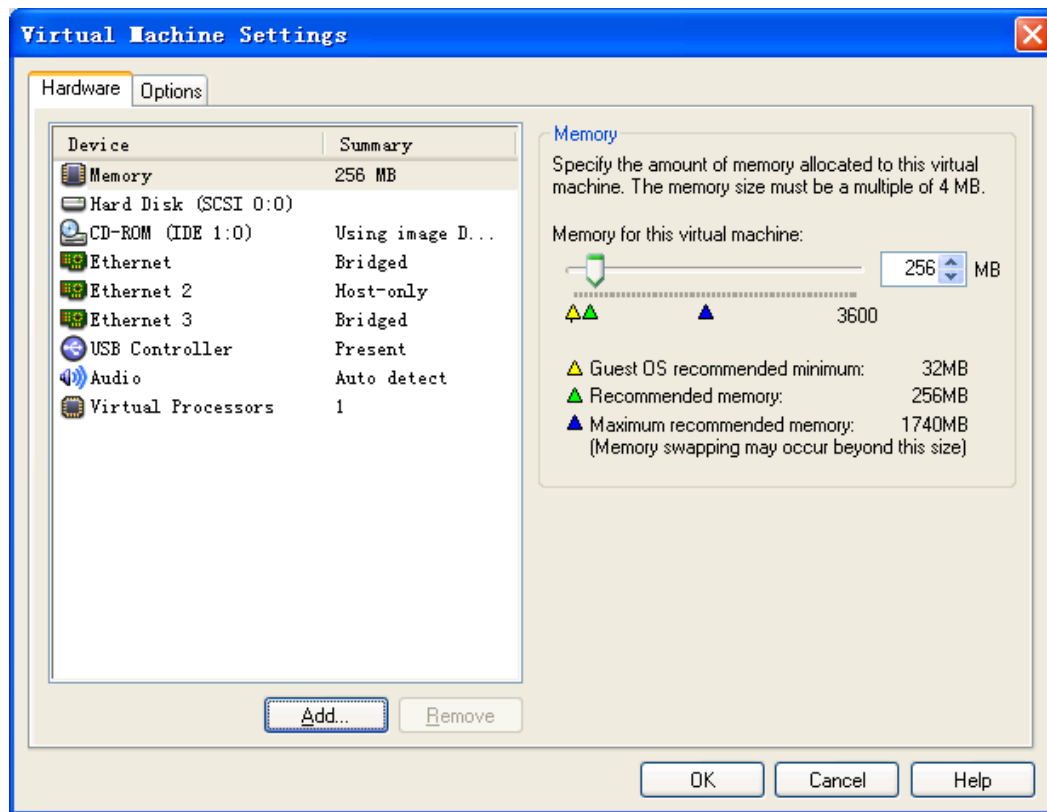 Virtual Machine Settings
Hardware Options
Device Summary
Memory 256 MB
Hard Disk (SCSI 0:0)
CD-ROM (IDE 1:0) Using image D...
Ethernet Bridged
Ethernet 2 Host-only
Ethernet 3 Bridged
USB Controller Present
Audio Auto detect
Virtual Processors 1
Add... Remove
Memory
Specify the amount of memory allocated to this virtual
machine. The memory size must be a multiple of 4 MB.
Memory for this virtual machine:
256 MB
3600
Guest OS recommended minimum: 32MB
Recommended memory: 256MB
Maximum recommended memory: 1740MB
(Memory swapping may occur beyond this size)
OK Cancel Help